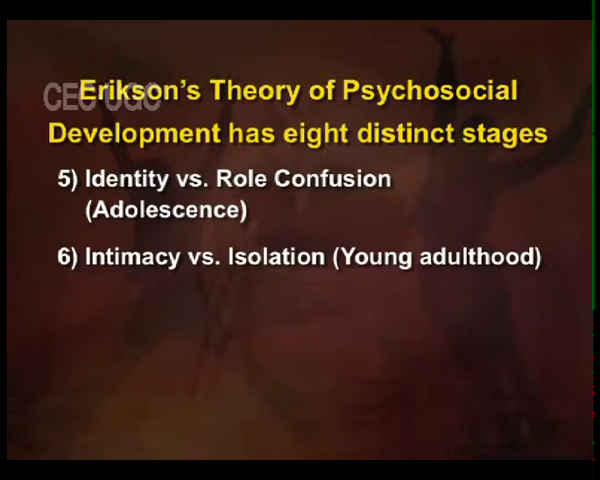 CEC UGC
Erikson's Theory of Psychosocial
Development has eight distinct stages
5) Identity vs. Role Confusion
(Adolescence)
6) Intimacy vs. Isolation (Young adulthood)